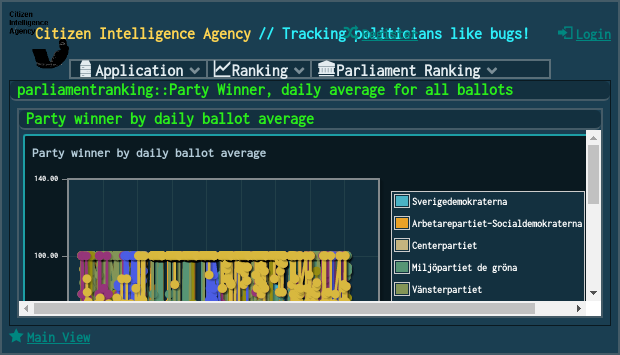 Citizen
Intelligence
Agency
Citizen Intelligence Agency // Tracking politicians like bugs!
Login
Application
Ranking
Parliament Ranking
parliamentranking::Party Winner, daily average for all ballots
Party winner by daily ballot average
Party winner by daily ballot average
140.00
100.00
Sverigedemokraterna
Arbetarepartiet-Socialdemokraterna
Centerpartiet
Miljöpartiet de gröna
Vänsterpartiet
Main View